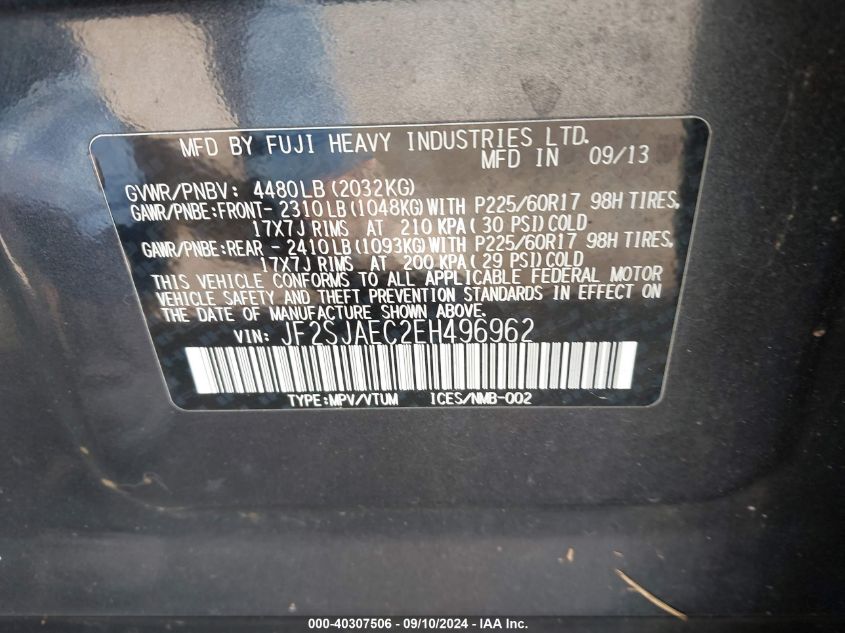 MFD BY FUJI HEAVY INDUSTRIES LTD.
MFD IN 09/13
GVWR/PNBV: 4480LB (2032KG)
GAWR/PNBE:FRONT- 2310LB (1048KG) WITH P225/60R17 98H TIRES,
17X7J RIMS AT 210 KPA ( 30 PSI) COLD
GAWR/PNBE:REAR - 2410LB (1093KG) WITH P225/60R17 98H TIRES,
17X7J RIMS AT 200 KPA ( 29 PSI) COLD
THIS VEHICLE CONFORMS TO ALL APPLICABLE FEDERAL MOTOR
VEHICLE SAFETY AND THEFT PREVENTION STANDARDS IN EFFECT ON
THE DATE OF MANUFACTURE SHOWN ABOVE.
VIN: JF2SJAEC2EH496962
TYPE:MPV/VTUM ICES/NMB-002
000-40307506 - 09/10/2024 - IAA Inc.